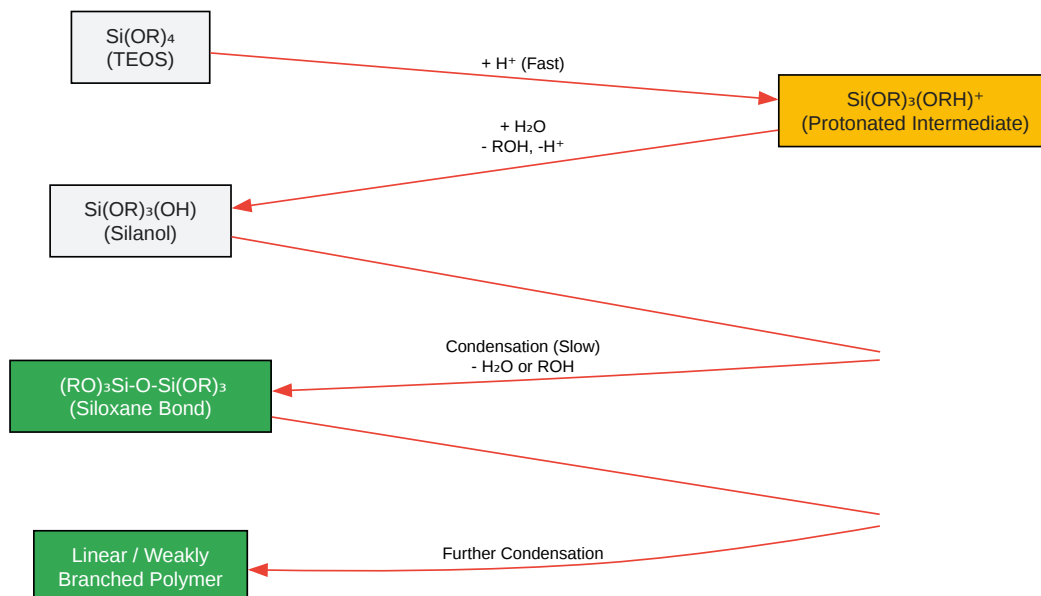 Si(OR)₄
(TEOS)
+ H⁺ (Fast)
Si(OR)₃(ORH)⁺
(Protonated Intermediate)
+ H₂O
- ROH, -H⁺
Si(OR)₃(OH)
(Silanol)
Condensation (Slow)
- H₂O or ROH
(RO)₃Si-O-Si(OR)₃
(Siloxane Bond)
Further Condensation
Linear / Weakly
Branched Polymer